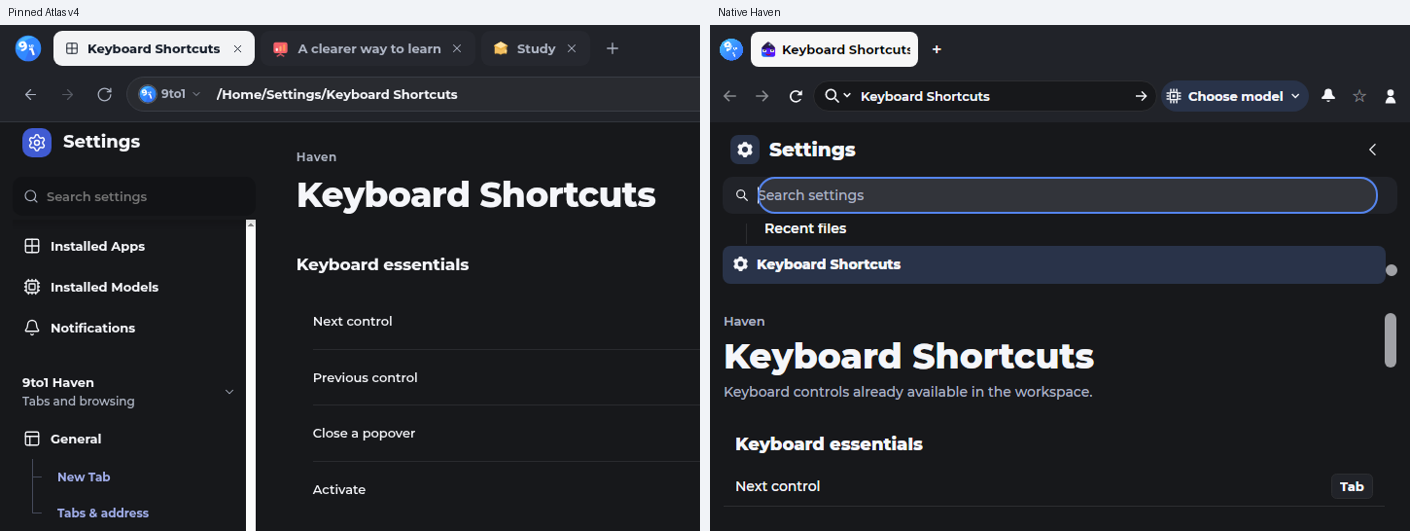 Pinned Atlas v4
Keyboard Shortcuts
A clearer way to learn
Study
9to1
/Home/Settings/Keyboard Shortcuts
Settings
Search settings
Installed Apps
Installed Models
Notifications
9to1 Haven
Tabs and browsing
General
New Tab
Tabs & address
Haven
Keyboard Shortcuts
Keyboard essentials
Next control
Previous control
Close a popover
Activate
Native Haven
Keyboard Shortcuts
Keyboard Shortcuts
Choose model
Settings
Search settings
Recent files
Keyboard Shortcuts
Haven
Keyboard Shortcuts
Keyboard controls already available in the workspace.
Keyboard essentials
Next control
Tab